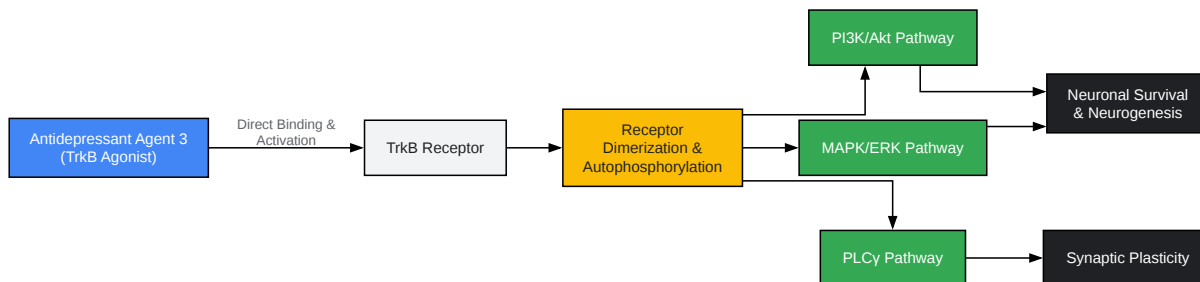 Antidepressant Agent 3
(TrkB Agonist)
Direct Binding &
Activation
TrkB Receptor
Receptor
Dimerization &
Autophosphorylation
PI3K/Akt Pathway
MAPK/ERK Pathway
PLCγ Pathway
Neuronal Survival
& Neurogenesis
Synaptic Plasticity